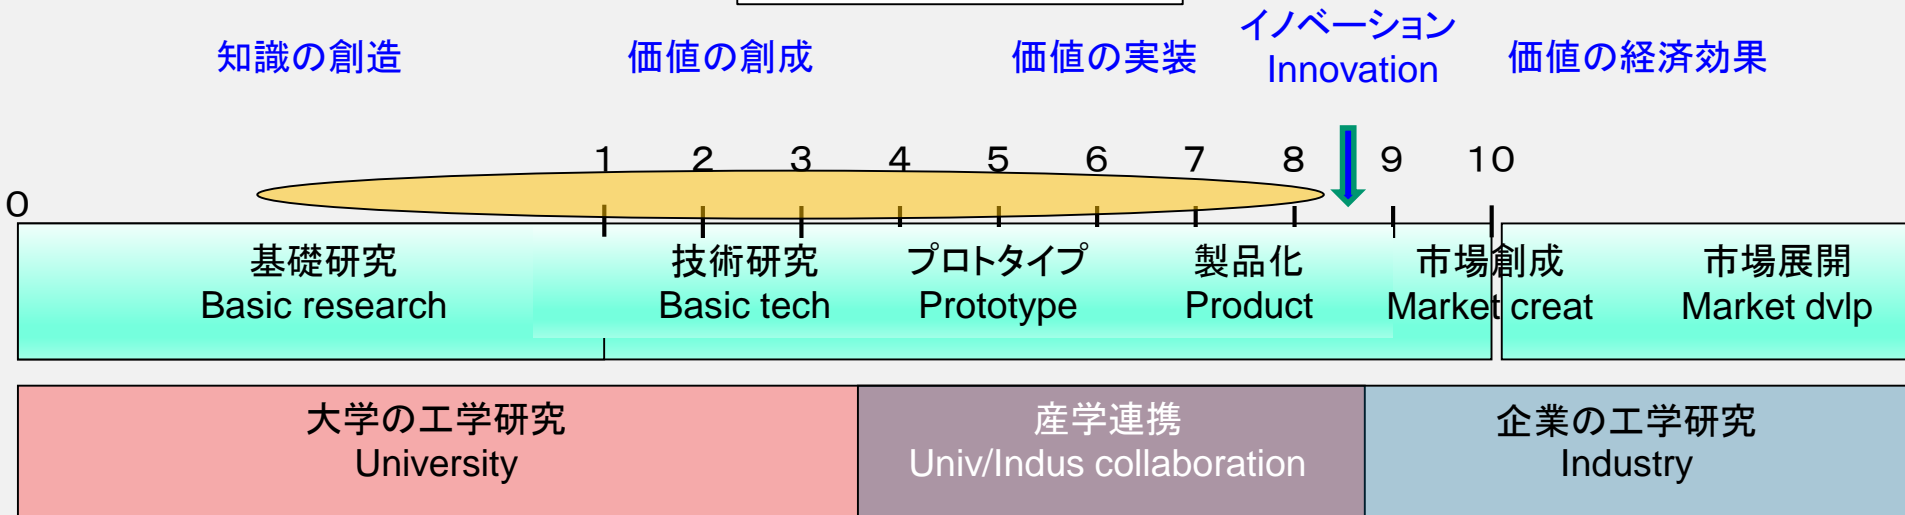 イノベーション
知識の創造 価値の創成 価値の実装 Innovation 価値の経済効果
0 1 2 3 4 5 6 7 8 9 10
基礎研究 技術研究 プロトタイプ 製品化 市場創成 市場展開
Basic research Basic tech Prototype Product Market creat Market dvlp
大学の工学研究 産学連携 企業の工学研究
University Univ/Indus collaboration Industry